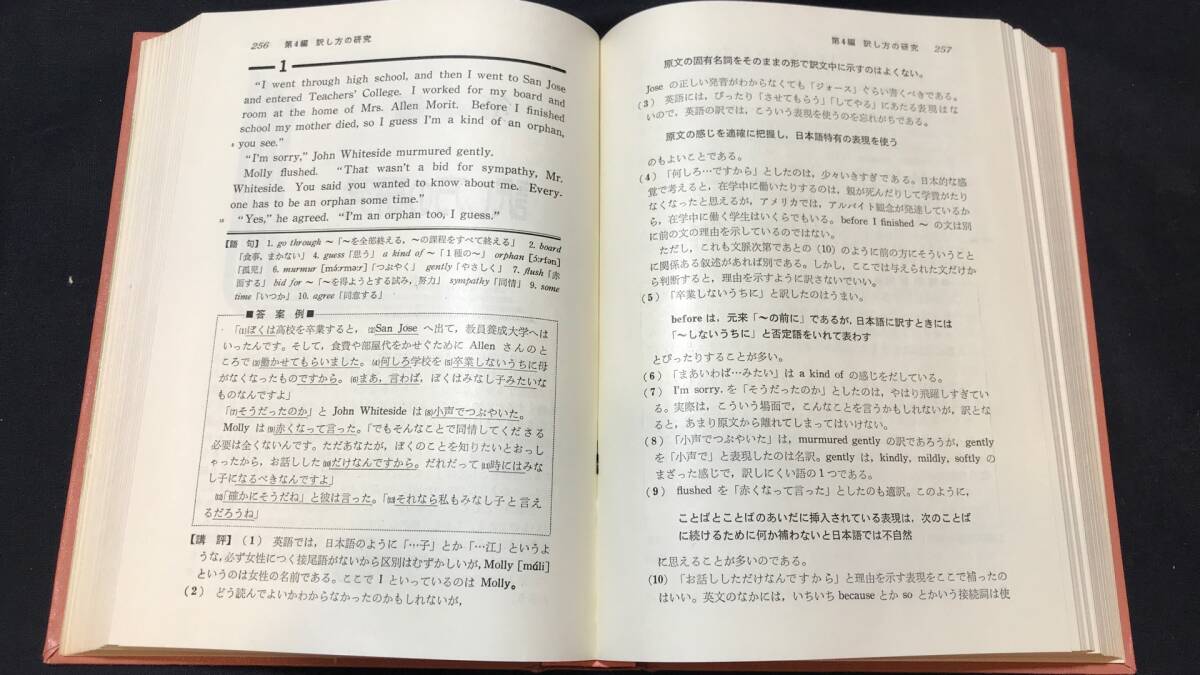 256 第4編 訳し方の研究
1
"I went through high school, and then I went to San Jose
and entered Teachers' College. I worked for my board and
room at the home of Mrs. Allen Morit. Before I finished
school my mother died, so I guess I'm a kind of an orphan,
5 you see."
"I'm sorry," John Whiteside murmured gently.
Molly flushed. "That wasn't a bid for sympathy, Mr.
Whiteside. You said you wanted to know about me. Every-
one has to be an orphan some time."
10 "Yes," he agreed. "I'm an orphan too, I guess."
【語句】 1. go through ~「~を全部終える,~の課程をすべて終える」 2. board
「食事,まかない」 4. guess「思う」 a kind of ~「1種の~」 orphan [ɔ́:rfən]
「孤児」 6. murmur [mə́:rmə:r]「つぶやく」 gently「やさしく」 7. flush「赤
面する」 bid for ~「~を得ようとする試み,努力」 sympathy「同情」 9. some
time「いつか」 10. agree「同意する」
■答案例■
「(1)ぼくは高校を卒業すると,(2)San Jose へ出て,教員養成大学へは
いったんです。そして,食費や部屋代をかせぐために Allen さんのと
ころで(3)働かせてもらいました。(4)何しろ学校を(5)卒業しないうちに母
がなくなったものですから。(6)まあ,言わば,ぼくはみなし子みたいな
ものなんですよ」
「(7)そうだったのか」と John Whiteside は(8)小声でつぶやいた。
Molly は(9)赤くなって言った。「でもそんなことで同情してくださる
必要は全くないんです。ただあなたが,ぼくのことを知りたいとおっし
ゃったから,お話しした(10)だけなんですから。だれだって(11)時にはみな
し子になるべきなんですよ」
(12)「確かにそうだね」と彼は言った。「(13)それなら私もみなし子と言え
るだろうね」
【講評】 (1) 英語では,日本語のように「…子」とか「…江」というよ
うな,必ず女性につく接尾語がないから区別はむずかしいが,Molly [máli]
というのは女性の名前である。ここで I といっているのは Molly。
(2) どう読んでよいかわからなかったのかもしれないが,
第4編 訳し方の研究 257
原文の固有名詞をそのままの形で訳文中に示すのはよくない。
Jose の正しい発音がわからなくても「ジョース」ぐらい書くべきである。
(3) 英語には,ぴったり「させてもらう」「してやる」にあたる表現はな
いので,英語の訳では,こういう表現を使うのを忘れがちである。
原文の感じを適確に把握し,日本語特有の表現を使う
のもよいことである。
(4) 「何しろ…ですから」としたのは,少々いきすぎである。日本的な感
覚で考えると,在学中に働いたりするのは,親が死んだりして学費がたり
なくなったと思えるが,アメリカでは,アルバイト観念が発達しているか
ら,在学中に働く学生はいくらでもいる。before I finished ~ の文は別
に前の文の理由を示しているのではない。
ただし,これも文脈次第であとの (10) のように前の方にそういうこと
に関係ある叙述があれば別である。しかし,ここでは与えられた文だけか
ら判断すると,理由を示すように訳さないでいい。
(5) 「卒業しないうちに」と訳したのはうまい。
before は,元来「~の前に」であるが,日本語に訳すときには
「~しないうちに」と否定語をいれて表わす
とぴったりすることが多い。
(6) 「まあいわば…みたい」は a kind of の感じをだしている。
(7) I'm sorry. を「そうだったのか」としたのは,やはり飛躍しすぎてい
る。実際は,こういう場面で,こんなことを言うかもしれないが,訳とな
ると,あまり原文から離れてしまってはいけない。
(8) 「小声でつぶやいた」は,murmured gently の訳であろうが,gently
を「小声で」と表現したのは名訳。gently は,kindly, mildly, softly の
まざった感じで,訳しにくい語の1つである。
(9) flushed を「赤くなって言った」としたのも適訳。このように,
ことばとことばのあいだに挿入されている表現は,次のことば
に続けるために何か補わないと日本語では不自然
に思えることが多いのである。
(10) 「お話ししただけなんですから」と理由を示す表現をここで補ったの
はいい。英文のなかには,いちいち because とか so とかいう接続詞は使